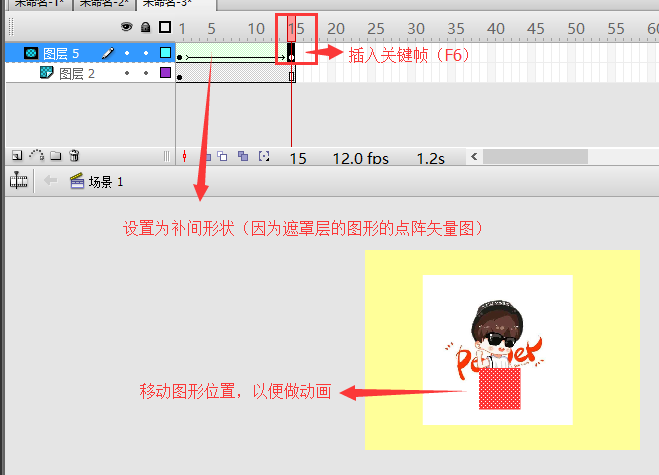 未命名-1* 未命名-2* 未命名-3*
1 5 10 15 20 25 30 35 40 45 50 55 60
图层 5
插入关键帧（F6）
图层 2
15 12.0 fps 1.2s
场景 1
设置为补间形状（因为遮罩层的图形的点阵矢量图）
移动图形位置，以便做动画